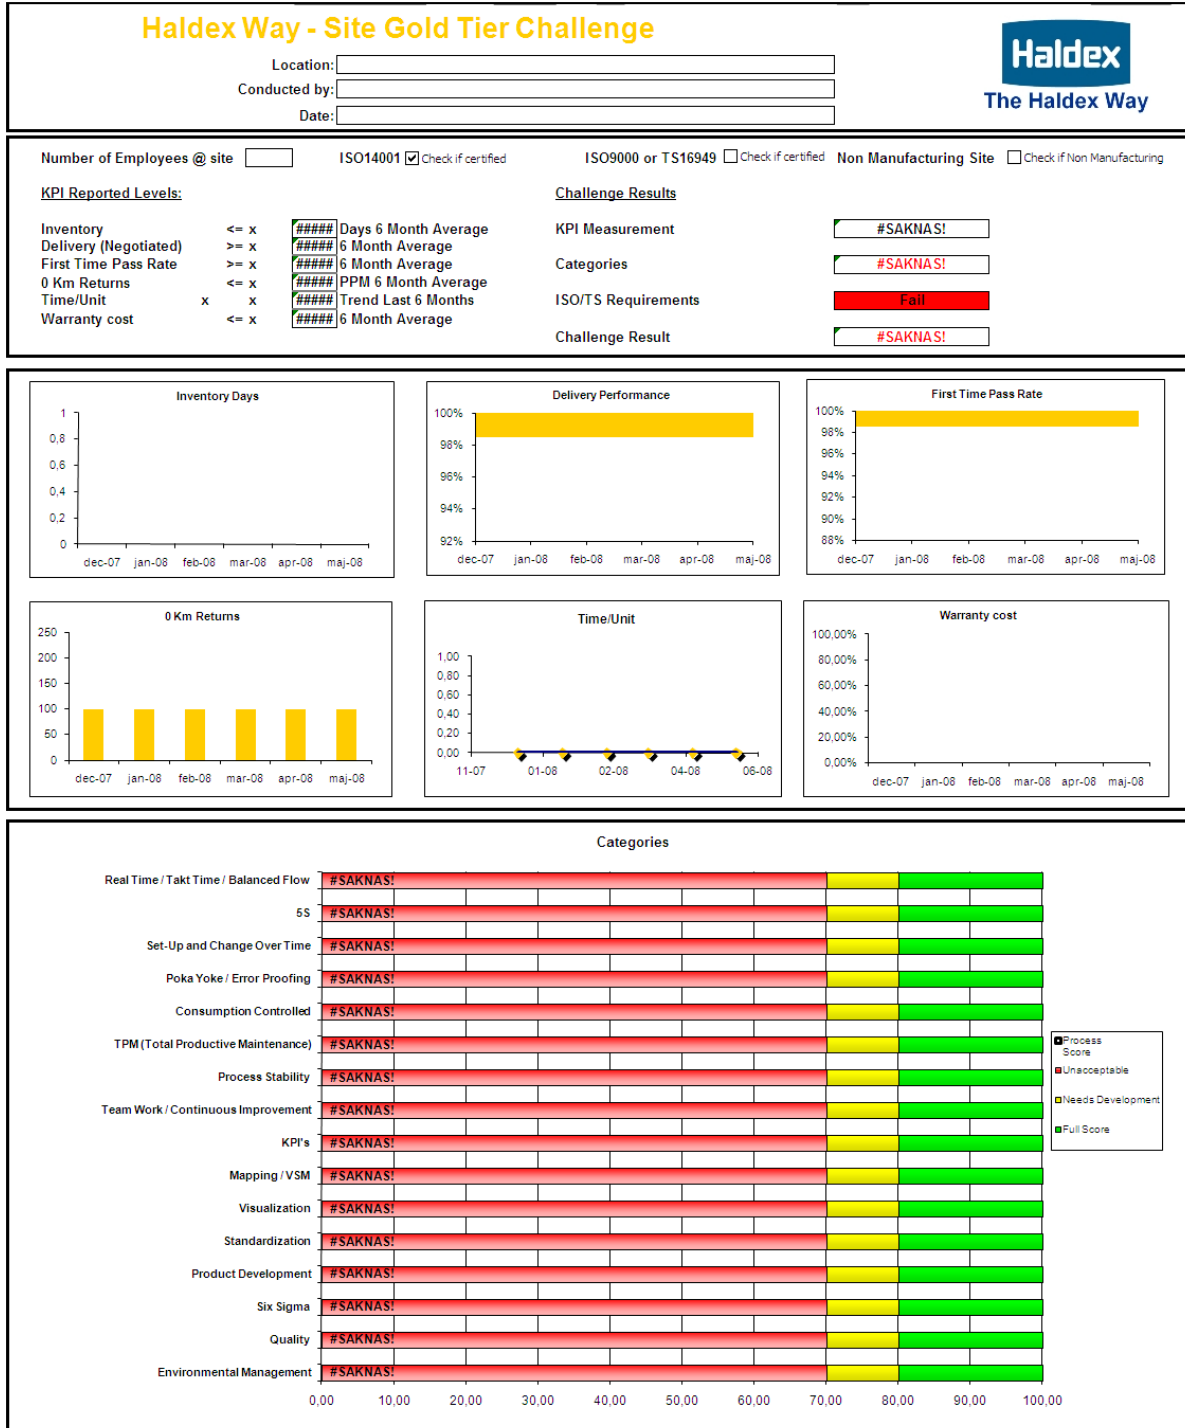 Haldex Way - Site Gold Tier Challenge
Location:
Conducted by:
Date:
Haldex
The Haldex Way
Number of Employees @ site
ISO14001 Check if certified
ISO9000 or TS16949 Check if certified
Non Manufacturing Site Check if Non Manufacturing
KPI Reported Levels:
Inventory <= x ##### Days 6 Month Average
Delivery (Negotiated) >= x ##### 6 Month Average
First Time Pass Rate >= x ##### 6 Month Average
0 Km Returns <= x ##### PPM 6 Month Average
Time/Unit x x ##### Trend Last 6 Months
Warranty cost <= x ##### 6 Month Average
Challenge Results
KPI Measurement #SAKNAS!
Categories #SAKNAS!
ISO/TS Requirements Fail
Challenge Result #SAKNAS!
Inventory Days
1
0,8
0,6
0,4
0,2
0
dec-07 jan-08 feb-08 mar-08 apr-08 maj-08
Delivery Performance
100%
98%
96%
94%
92%
dec-07 jan-08 feb-08 mar-08 apr-08 maj-08
First Time Pass Rate
100%
98%
96%
94%
92%
90%
88%
dec-07 jan-08 feb-08 mar-08 apr-08 maj-08
0 Km Returns
250
200
150
100
50
0
dec-07 jan-08 feb-08 mar-08 apr-08 maj-08
Time/Unit
1,00
0,80
0,60
0,40
0,20
0,00
11-07 01-08 02-08 04-08 06-08
Warranty cost
100,00%
80,00%
60,00%
40,00%
20,00%
0,00%
dec-07 jan-08 feb-08 mar-08 apr-08 maj-08
Categories
Real Time / Takt Time / Balanced Flow #SAKNAS!
5S #SAKNAS!
Set-Up and Change Over Time #SAKNAS!
Poka Yoke / Error Proofing #SAKNAS!
Consumption Controlled #SAKNAS!
TPM (Total Productive Maintenance) #SAKNAS!
Process Stability #SAKNAS!
Team Work / Continuous Improvement #SAKNAS!
KPI's #SAKNAS!
Mapping / VSM #SAKNAS!
Visualization #SAKNAS!
Standardization #SAKNAS!
Product Development #SAKNAS!
Six Sigma #SAKNAS!
Quality #SAKNAS!
Environmental Management #SAKNAS!
0,00 10,00 20,00 30,00 40,00 50,00 60,00 70,00 80,00 90,00 100,00
Process
Score
Unacceptable
Needs Development
Full Score